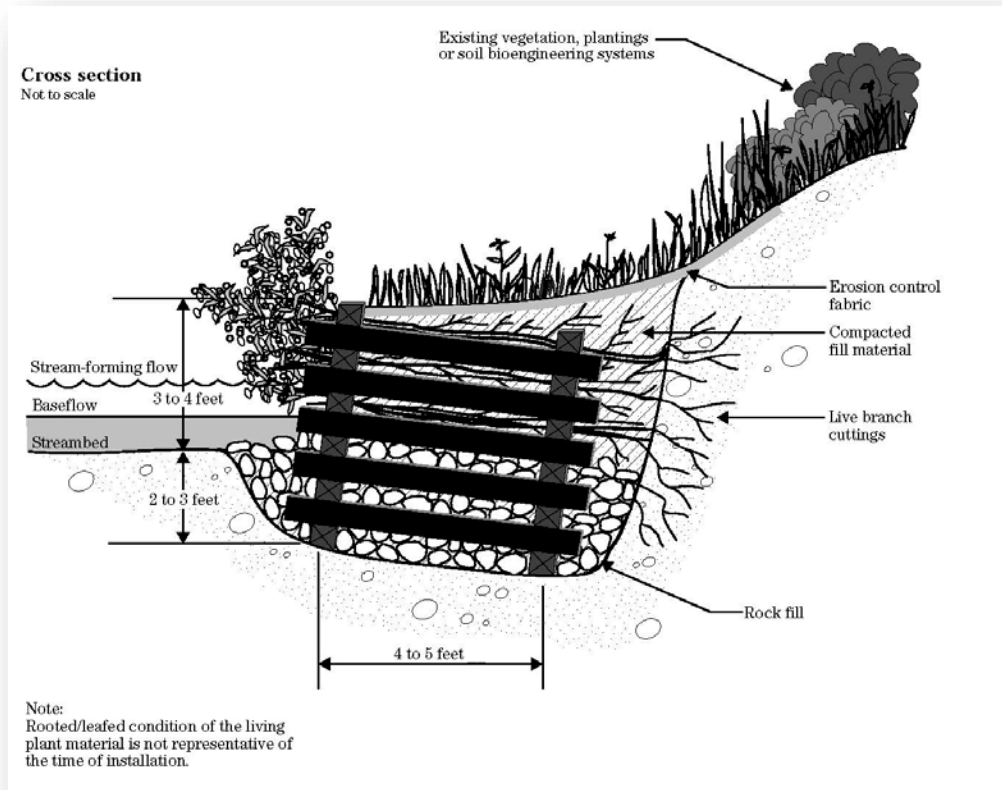 Existing vegetation, plantings
or soil bioengineering systems
Cross section
Not to scale
Erosion control
fabric
Compacted
fill material
Stream-forming flow
3 to 4 feet
Baseflow
Live branch
cuttings
Streambed
2 to 3 feet
Rock fill
4 to 5 feet
Note:
Rooted/leafed condition of the living
plant material is not representative of
the time of installation.